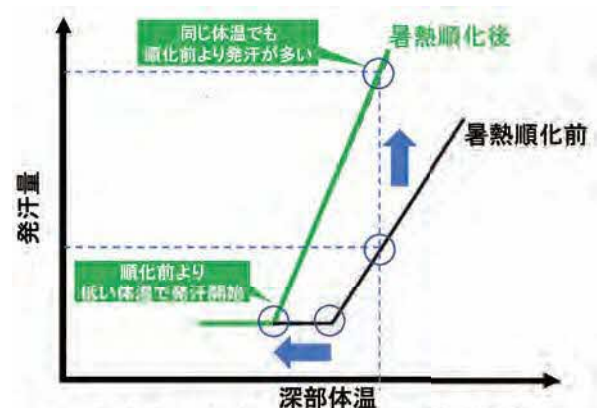 同じ体温でも
順化前より発汗が多い
暑熱順化後
暑熱順化前
発汗量
順化前より
低い体温で発汗開始
深部体温